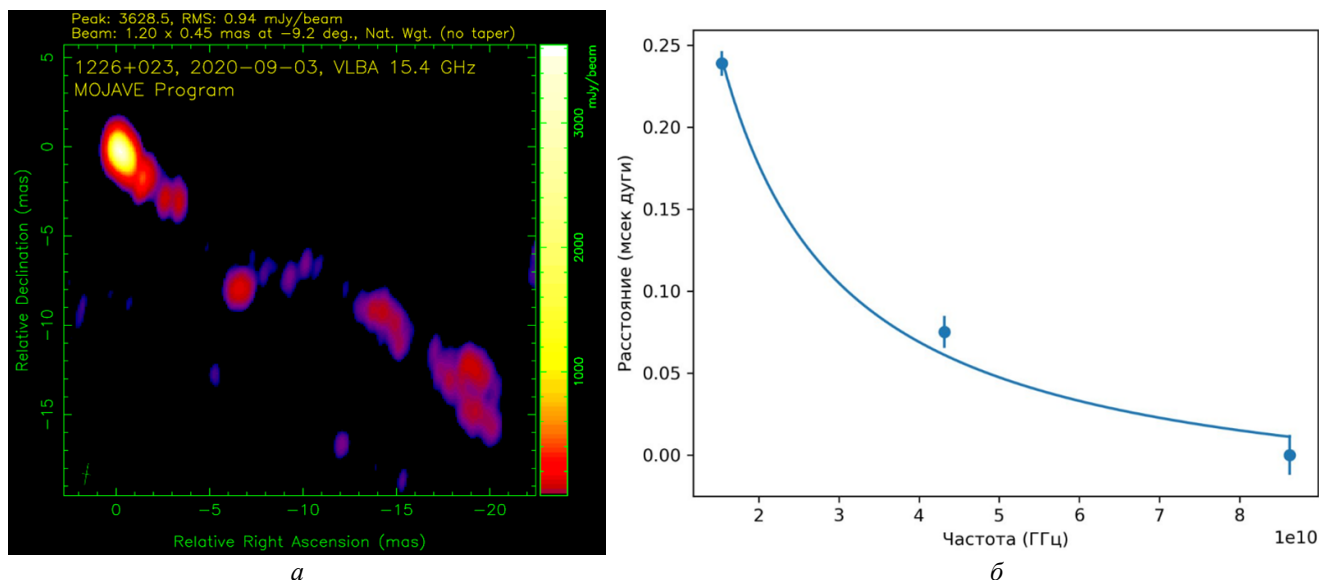 Peak: 3628.5, RMS: 0.94 mJy/beam
Beam: 1.20 x 0.45 mas at −9.2 deg., Nat. Wgt. (no taper)
1226+023, 2020−09−03, VLBA 15.4 GHz
MOJAVE Program
Relative Declination (mas)
5
0
−5
−10
−15
0
−5
−10
−15
−20
Relative Right Ascension (mas)
mJy/beam
3000
2000
1000
а
Расстояние (мсек дуги)
0.25
0.20
0.15
0.10
0.05
0.00
2
3
4
5
6
7
8
1e10
Частота (ГГц)
б